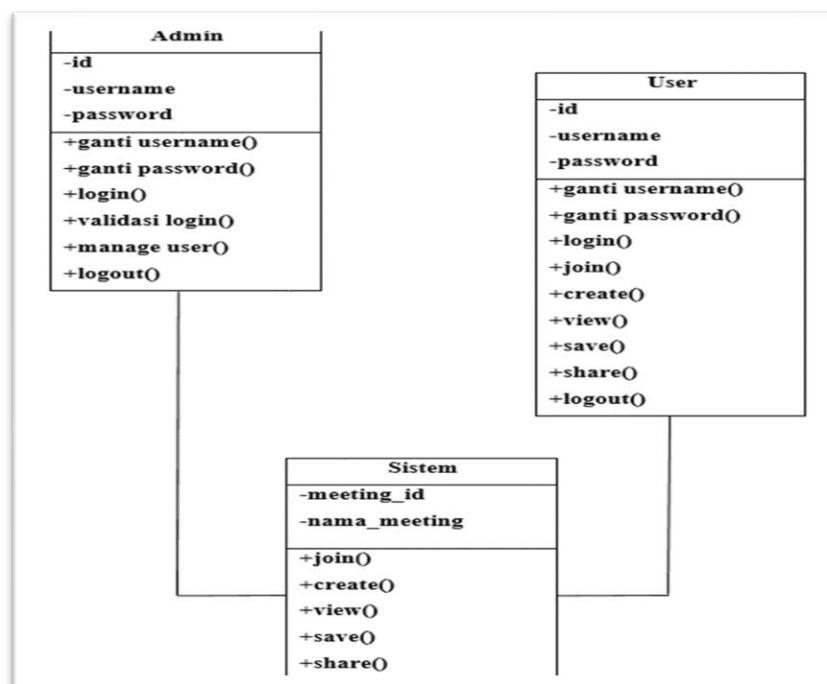 Admin
-id
-username
-password
+ganti username()
+ganti password()
+login()
+validasi login()
+manage user()
+logout()
User
-id
-username
-password
+ganti username()
+ganti password()
+login()
+join()
+create()
+view()
+save()
+share()
+logout()
Sistem
-meeting_id
-nama_meeting
+join()
+create()
+view()
+save()
+share()